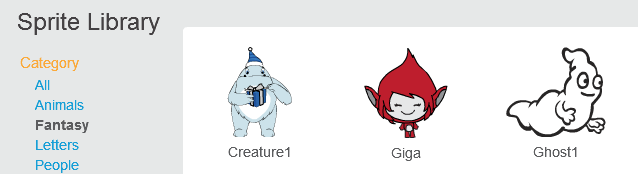 Sprite Library
Category
All
Animals
Fantasy
Letters
People
Creature1
Giga
Ghost1